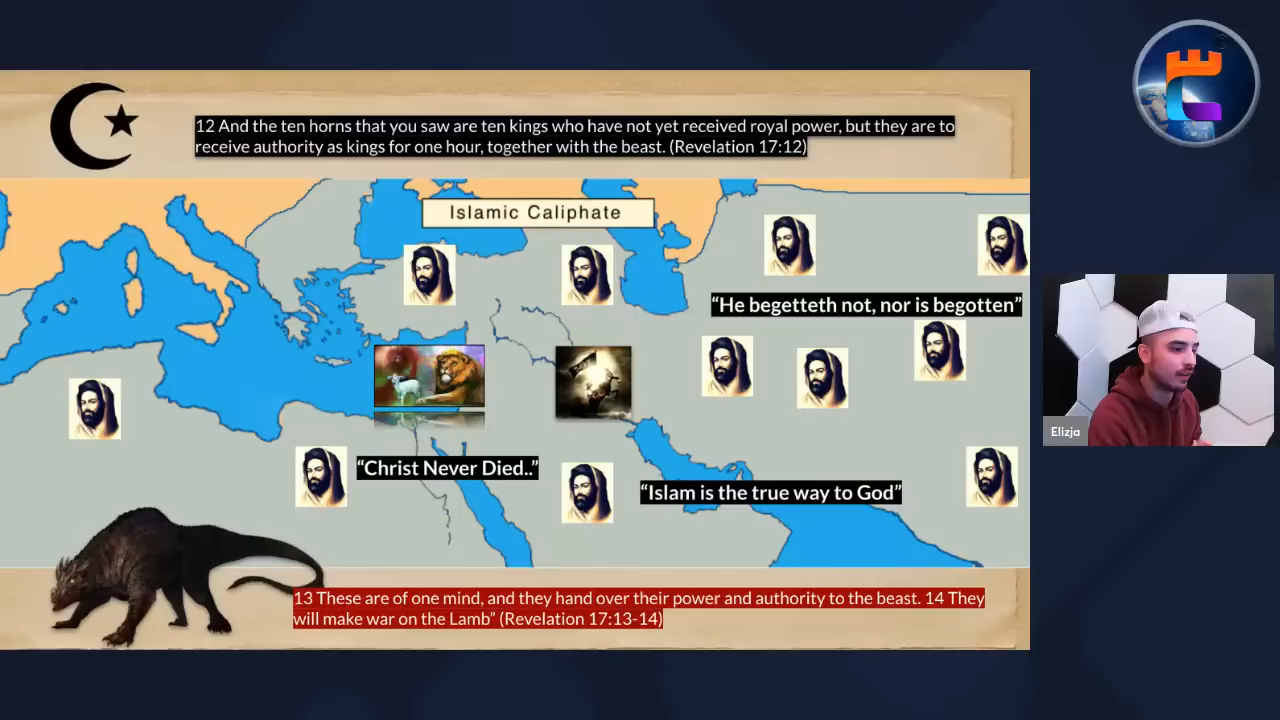 12 And the ten horns that you saw are ten kings who have not yet received royal power, but they are to
receive authority as kings for one hour, together with the beast. (Revelation 17:12)
Islamic Caliphate
“He begetteth not, nor is begotten”
“Christ Never Died..”
“Islam is the true way to God”
Elizja
13 These are of one mind, and they hand over their power and authority to the beast. 14 They
will make war on the Lamb” (Revelation 17:13-14)